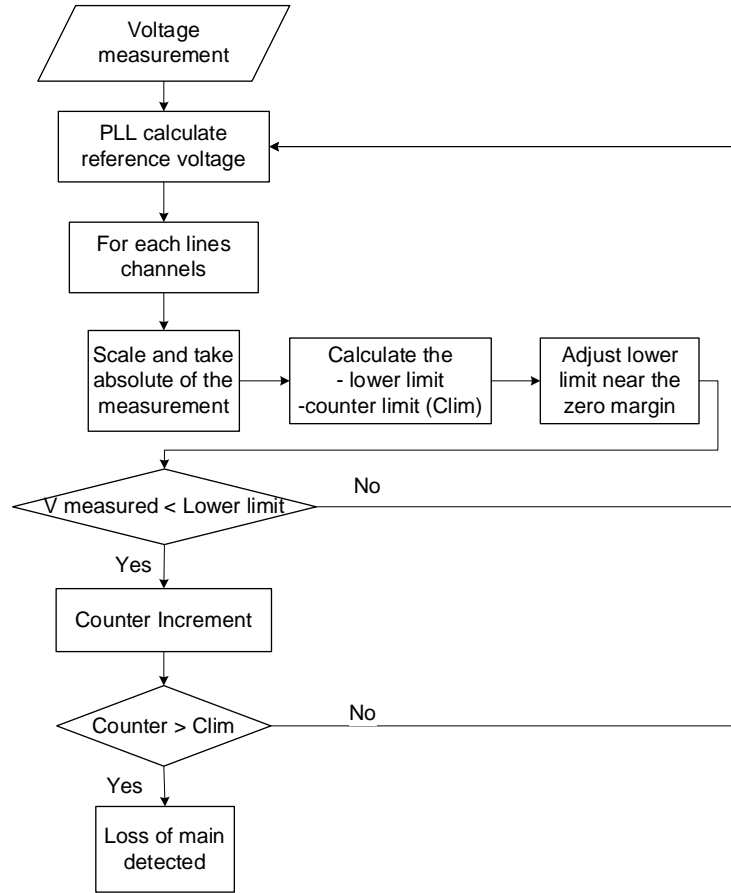 Voltage
measurement
PLL calculate
reference voltage
For each lines
channels
Scale and take
absolute of the
measurement
Calculate the
- lower limit
-counter limit (Clim)
Adjust lower
limit near the
zero margin
V measured < Lower limit
No
Yes
Counter Increment
Counter > Clim
No
Yes
Loss of main
detected